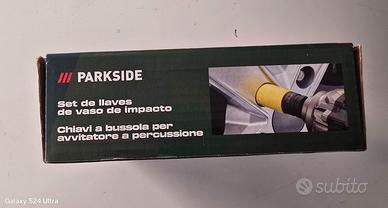 /// PARKSIDE
Set de llaves
de vaso de impacto
Chiavi a bussola per
avvitatore a percussione
Galaxy S24 Ultra
subito